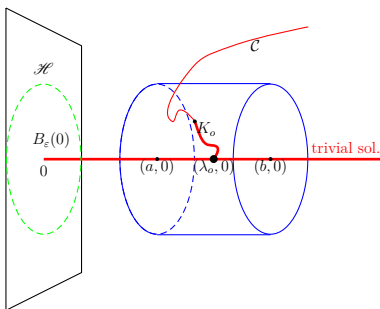 𝒞
ℋ
K_o
B_ε(0)
trivial sol.
0
(a, 0)
(λ_o, 0)
(b, 0)